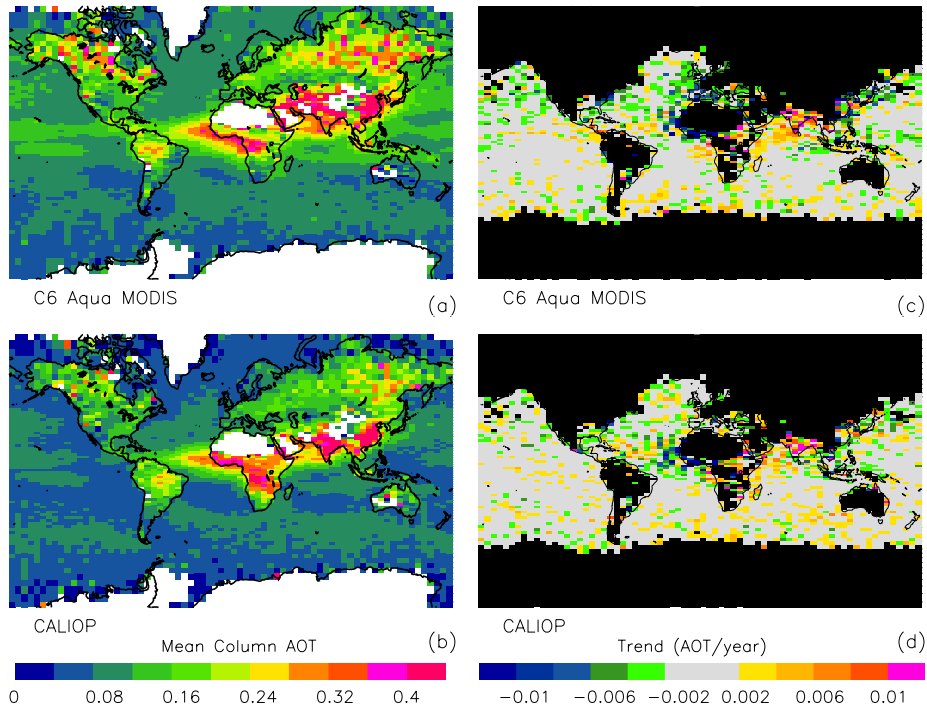 C6 Aqua MODIS (a)
C6 Aqua MODIS (c)
CALIOP (b)
CALIOP (d)
Mean Column AOT
0 0.08 0.16 0.24 0.32 0.4
Trend (AOT/year)
−0.01 −0.006 −0.002 0.002 0.006 0.01